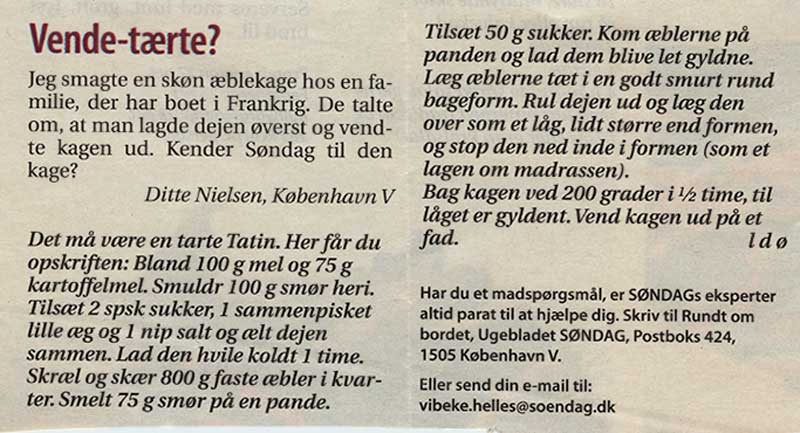 Vende-tærte?
Jeg smagte en skøn æblekage hos en fa-
milie, der har boet i Frankrig. De talte
om, at man lagde dejen øverst og vend-
te kagen ud. Kender Søndag til den
kage?
Ditte Nielsen, København V
Det må være en tarte Tatin. Her får du
opskriften: Bland 100 g mel og 75 g
kartoffelmel. Smuldr 100 g smør heri.
Tilsæt 2 spsk sukker, 1 sammenpisket
lille æg og 1 nip salt og ælt dejen
sammen. Lad den hvile koldt 1 time.
Skræl og skær 800 g faste æbler i kvar-
ter. Smelt 75 g smør på en pande.
Tilsæt 50 g sukker. Kom æblerne på
panden og lad dem blive let gyldne.
Læg æblerne tæt i en godt smurt rund
bageform. Rul dejen ud og læg den
over som et låg, lidt større end formen,
og stop den ned inde i formen (som et
lagen om madrassen).
Bag kagen ved 200 grader i ½ time, til
låget er gyldent. Vend kagen ud på et
fad. l d ø
Har du et madspørgsmål, er SØNDAGs eksperter
altid parat til at hjælpe dig. Skriv til Rundt om
bordet, Ugebladet SØNDAG, Postboks 424,
1505 København V.
Eller send din e-mail til:
vibeke.helles@soendag.dk